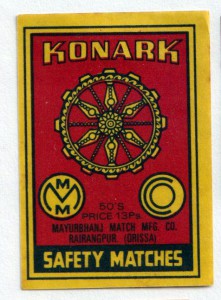 KONARK
M
V
M M
50'S
PRICE 13Ps.
MAYURBHANJ MATCH MFG. CO.
RAIRANGPUR. (ORISSA)
SAFETY MATCHES